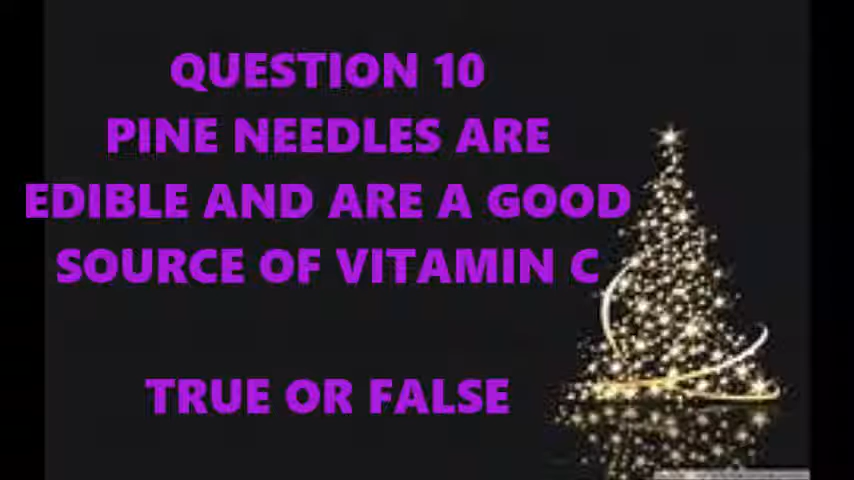 QUESTION 10
PINE NEEDLES ARE
EDIBLE AND ARE A GOOD
SOURCE OF VITAMIN C
TRUE OR FALSE